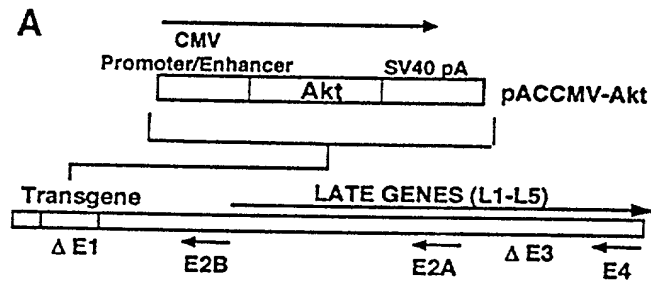 A
CMV
Promoter/Enhancer
SV40 pA
Akt
pACCMV-Akt
Transgene
LATE GENES (L1-L5)
Δ E1
E2B
E2A
Δ E3
E4